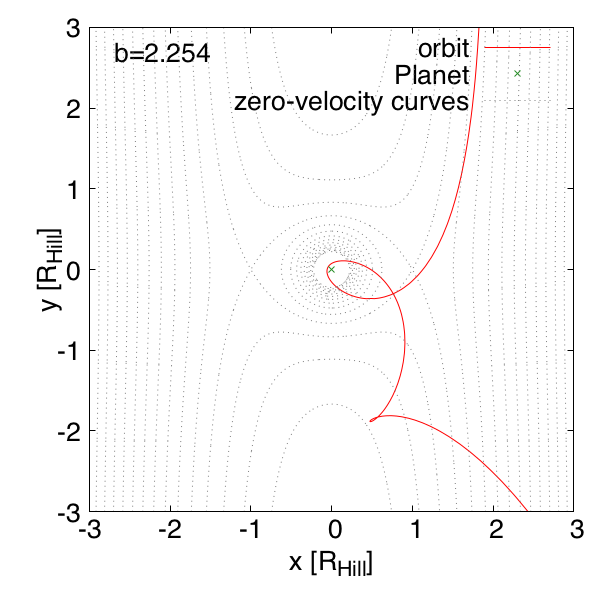 b=2.254
orbit
Planet
zero-velocity curves
3
2
1
0
-1
-2
-3
y [R_Hill]
-3 -2 -1 0 1 2 3
x [R_Hill]